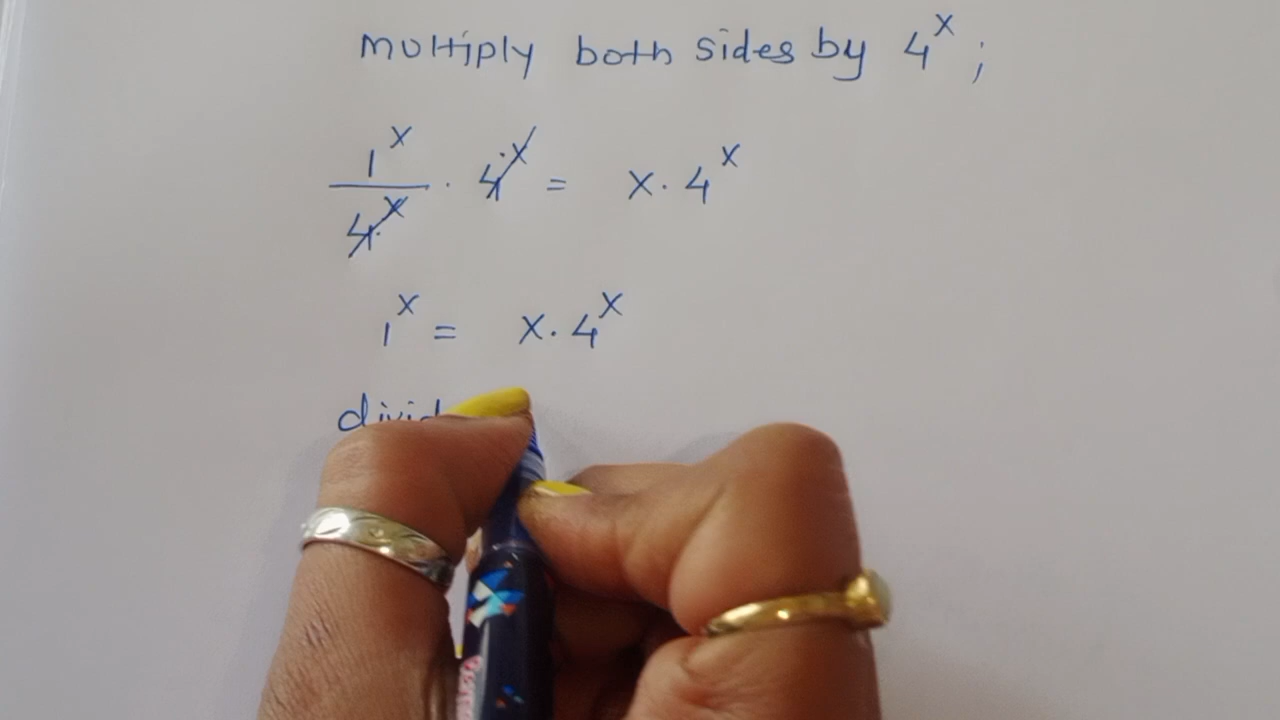 multiply both sides by 4^x ;
1^x / 4^x · 4^x = x · 4^x
1^x = x · 4^x